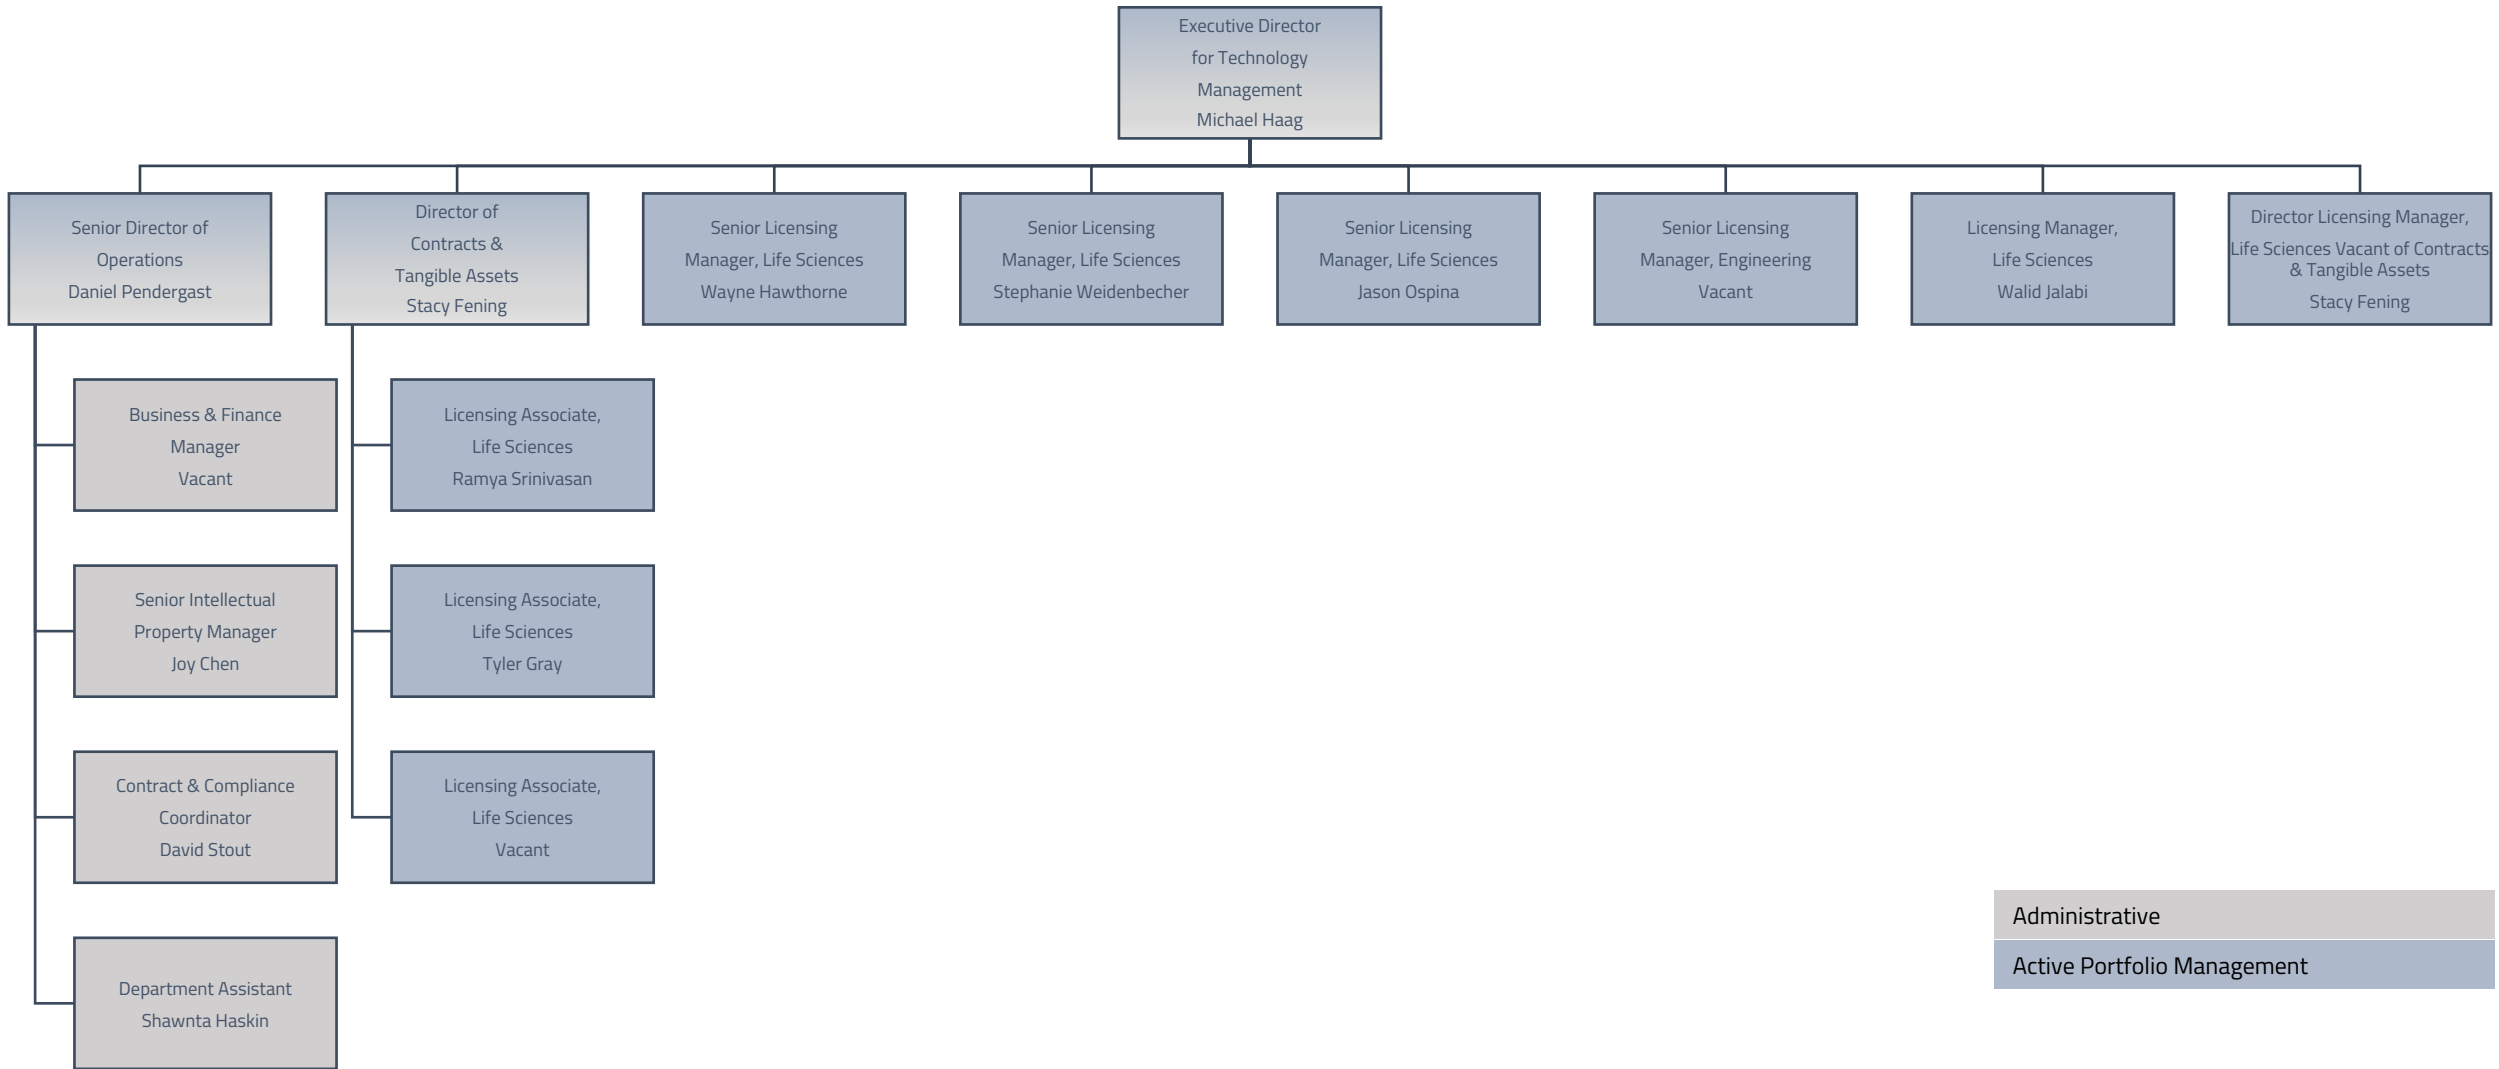 Executive Director
for Technology
Management
Michael Haag
Senior Director of
Operations
Daniel Pendergast
Director of
Contracts &
Tangible Assets
Stacy Fening
Senior Licensing
Manager, Life Sciences
Wayne Hawthorne
Senior Licensing
Manager, Life Sciences
Stephanie Weidenbecher
Senior Licensing
Manager, Life Sciences
Jason Ospina
Senior Licensing
Manager, Engineering
Vacant
Licensing Manager,
Life Sciences
Walid Jalabi
Director Licensing Manager,
Life Sciences Vacant of Contracts
& Tangible Assets
Stacy Fening
Business & Finance
Manager
Vacant
Licensing Associate,
Life Sciences
Ramya Srinivasan
Senior Intellectual
Property Manager
Joy Chen
Licensing Associate,
Life Sciences
Tyler Gray
Contract & Compliance
Coordinator
David Stout
Licensing Associate,
Life Sciences
Vacant
Department Assistant
Shawnta Haskin
Administrative
Active Portfolio Management